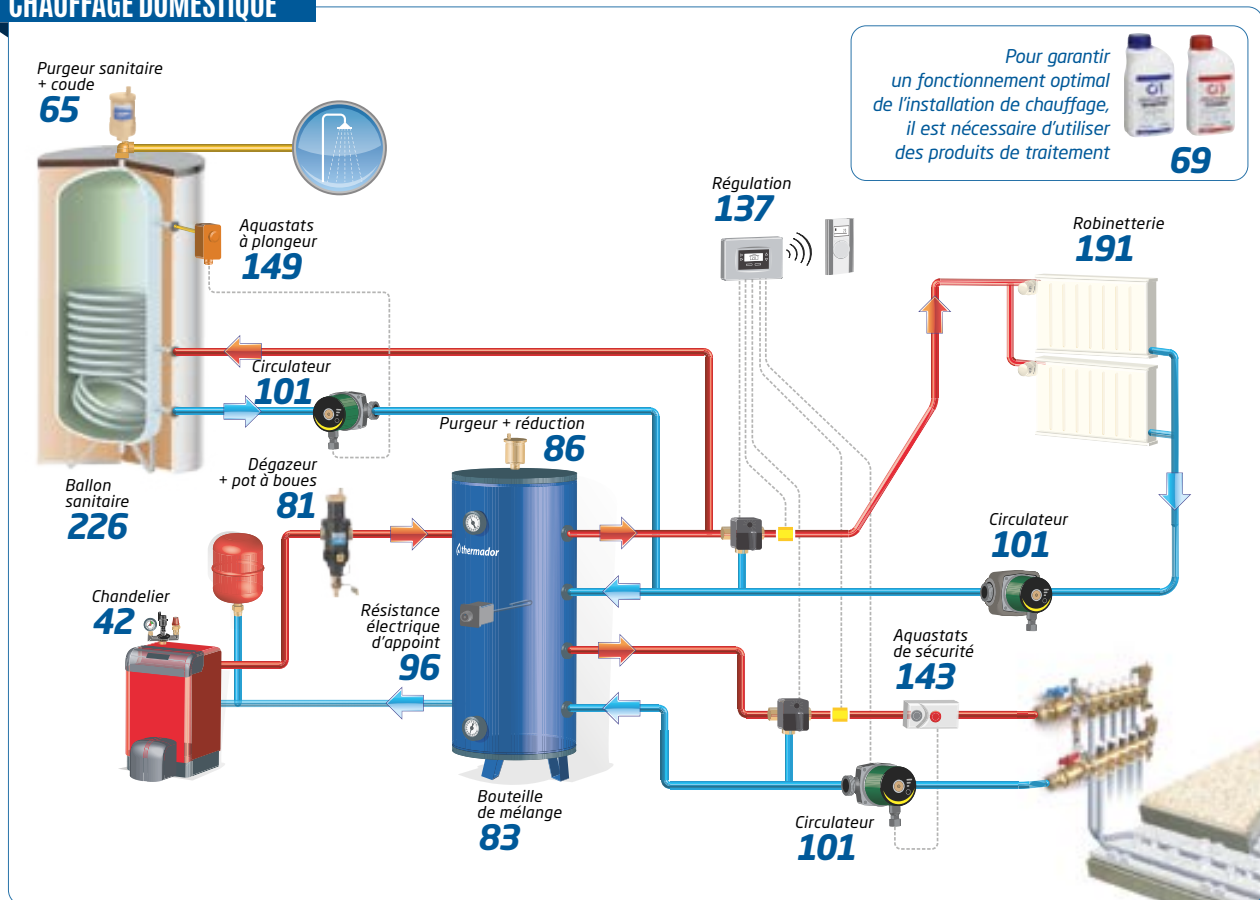 CHAUFFAGE DOMESTIQUE
Purgeur sanitaire
+ coude
65
Pour garantir
un fonctionnement optimal
de l'installation de chauffage,
il est nécessaire d'utiliser
des produits de traitement
69
Régulation
137
Robinetterie
191
Aquastats
à plongeur
149
Circulateur
101
Purgeur + réduction
86
Dégazeur
+ pot à boues
81
Ballon
sanitaire
226
thermador
Circulateur
101
Chandelier
42
Résistance
électrique
d'appoint
96
Aquastats
de sécurité
143
Bouteille
de mélange
83
Circulateur
101